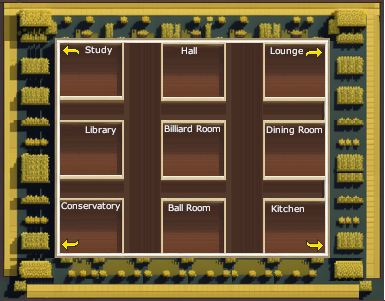 Study
Hall
Lounge
Library
Billiard Room
Dining Room
Conservatory
Ball Room
Kitchen